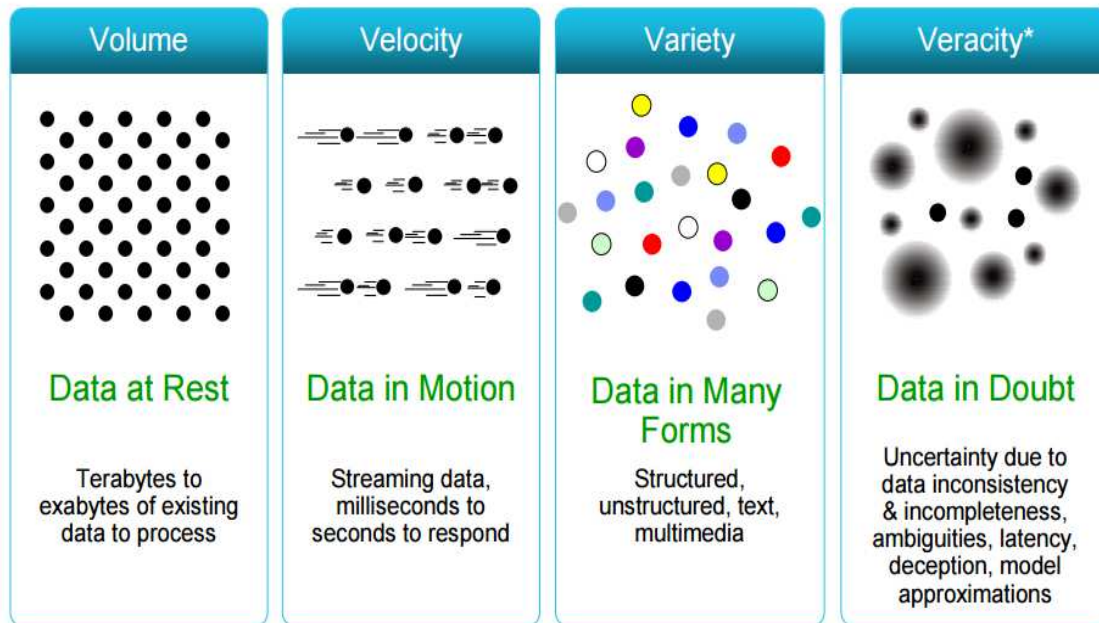 Volume
Data at Rest
Terabytes to
exabytes of existing
data to process
Velocity
Data in Motion
Streaming data,
milliseconds to
seconds to respond
Variety
Data in Many
Forms
Structured,
unstructured, text,
multimedia
Veracity*
Data in Doubt
Uncertainty due to
data inconsistency
& incompleteness,
ambiguities, latency,
deception, model
approximations